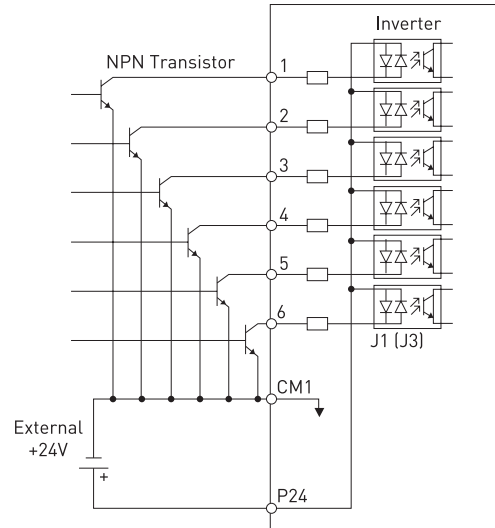 Inverter
NPN Transistor
1
2
3
4
5
6
J1 (J3)
CM1
External
+24V
+
P24